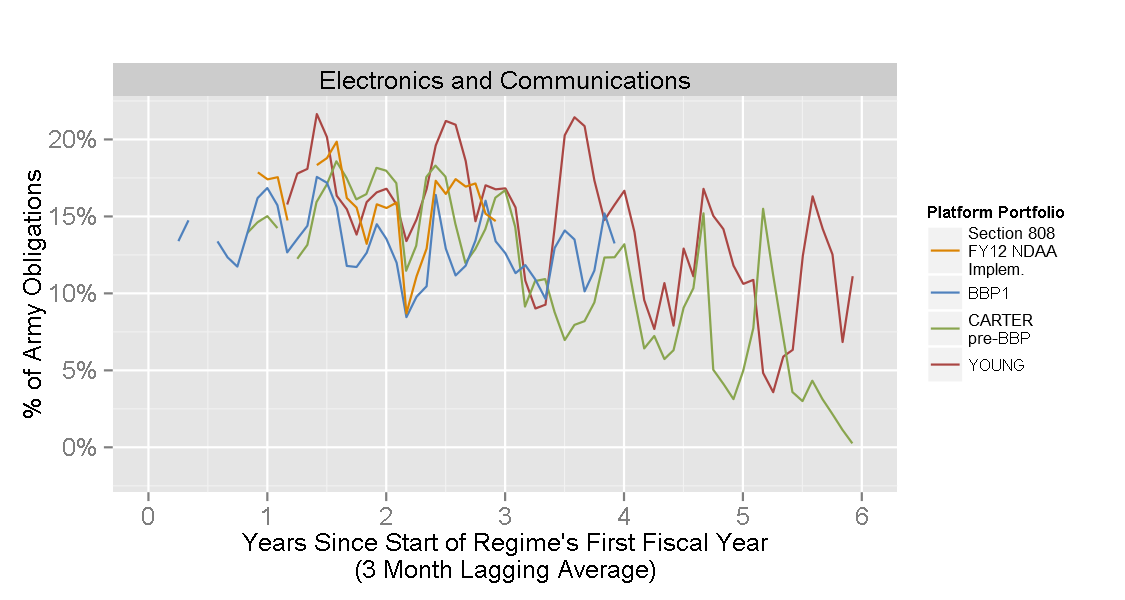 Electronics and Communications
% of Army Obligations
20%
15%
10%
5%
0%
0 1 2 3 4 5 6
Years Since Start of Regime's First Fiscal Year
(3 Month Lagging Average)
Platform Portfolio
Section 808
FY12 NDAA
Implem.
BBP1
CARTER
pre-BBP
YOUNG